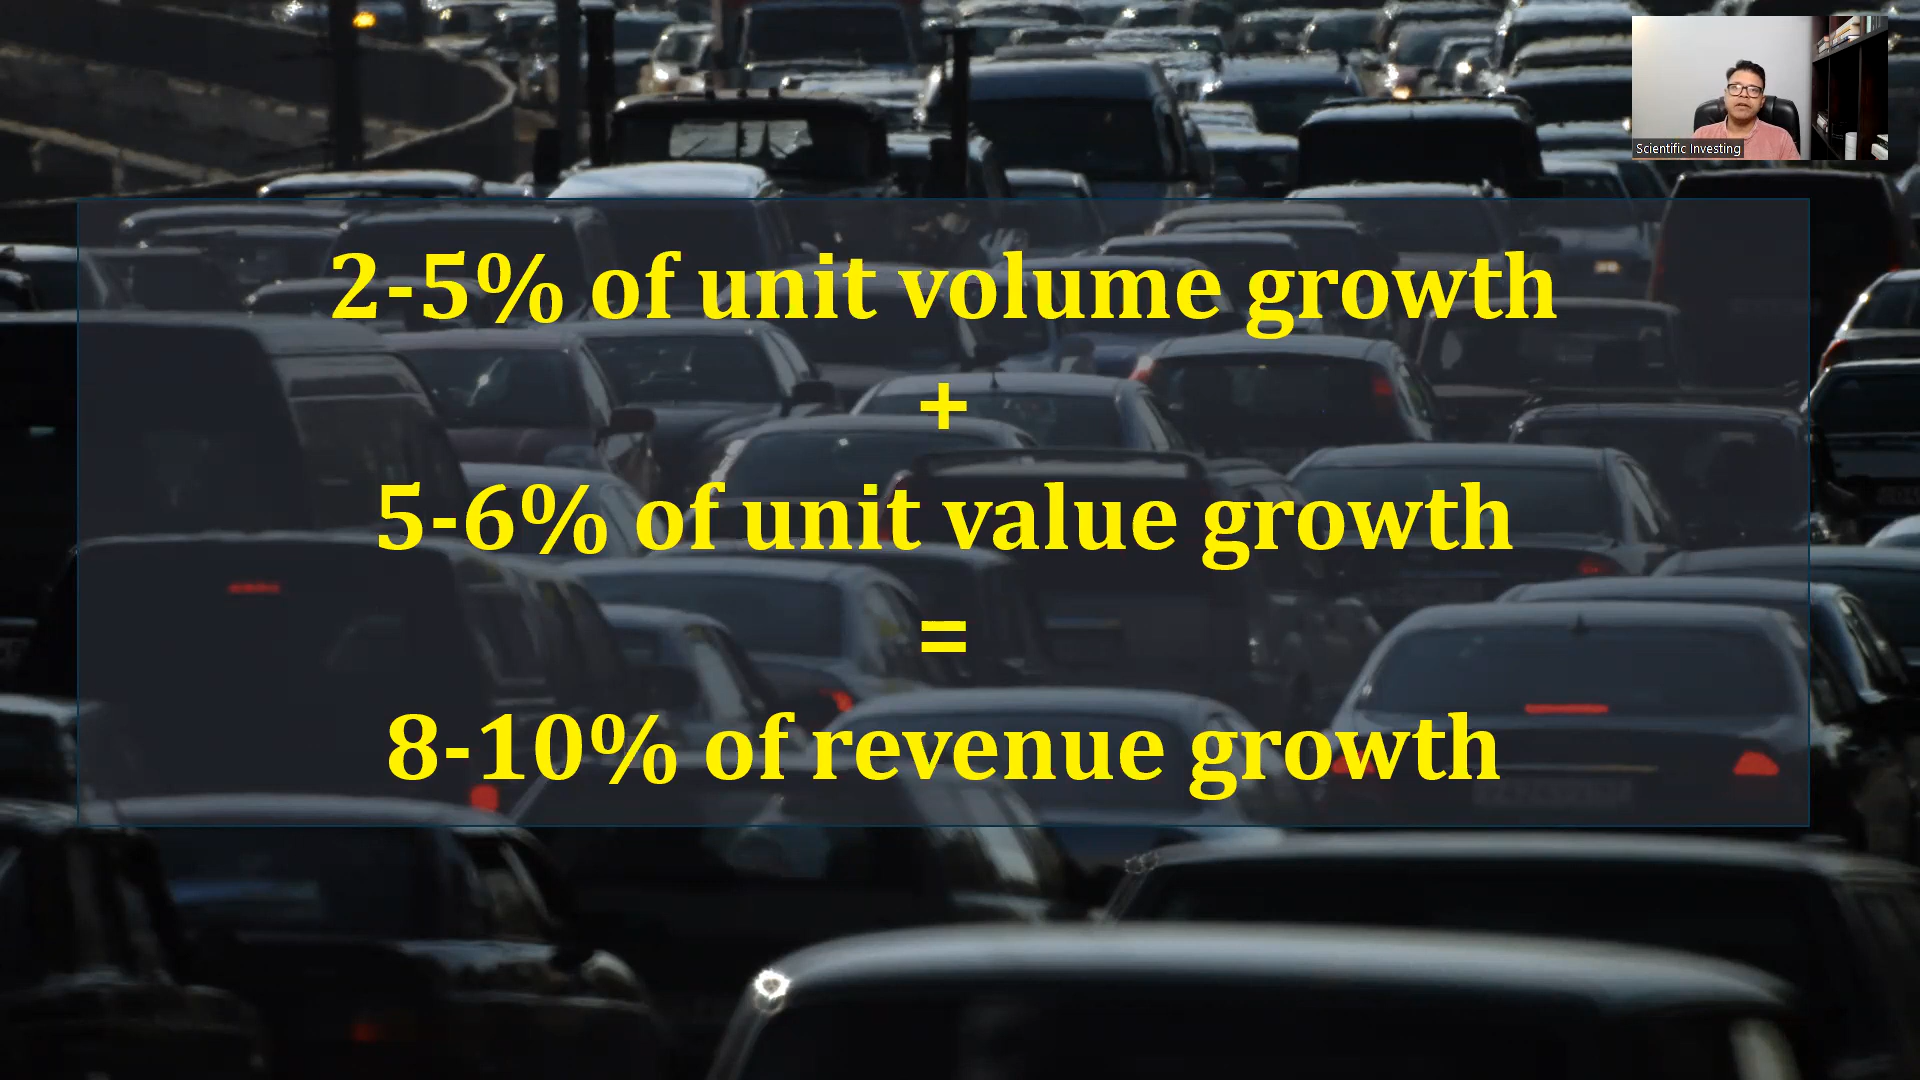 Scientific Investing
2-5% of unit volume growth
+
5-6% of unit value growth
=
8-10% of revenue growth